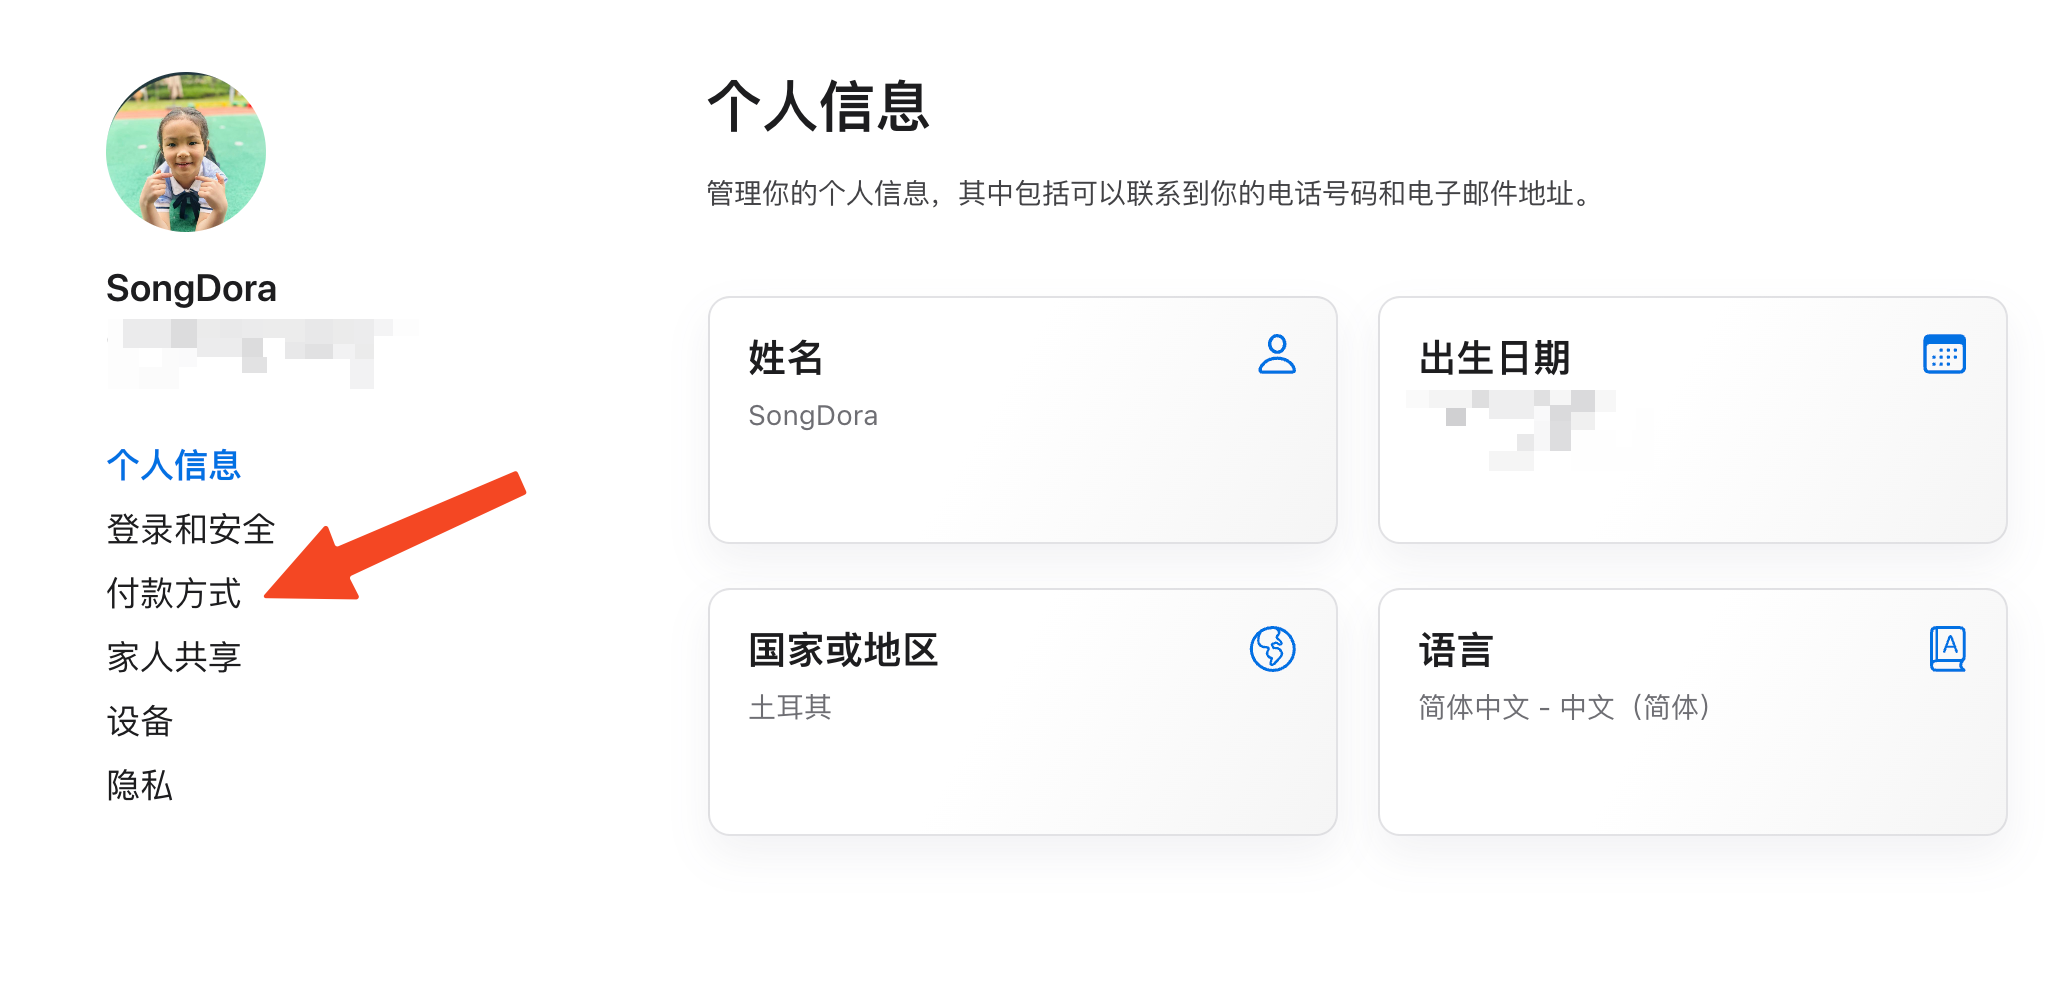 SongDora
个人信息
登录和安全
付款方式
家人共享
设备
隐私
个人信息
管理你的个人信息，其中包括可以联系到你的电话号码和电子邮件地址。
姓名
SongDora
出生日期
国家或地区
土耳其
语言
A
简体中文 - 中文（简体）